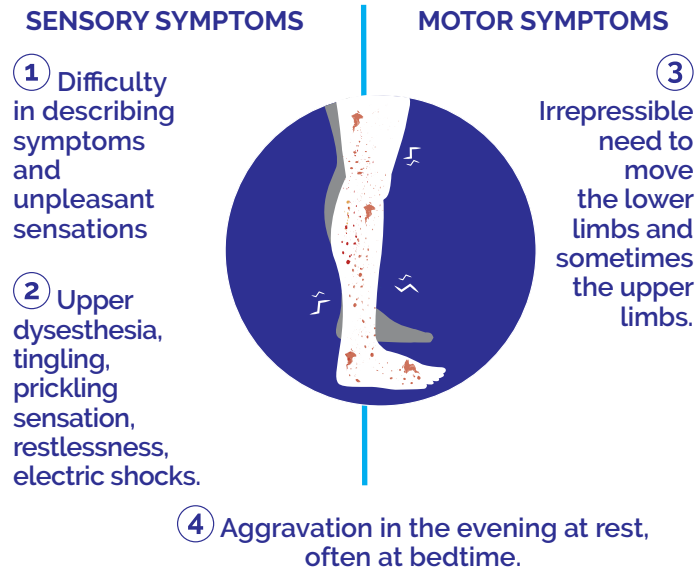 SENSORY SYMPTOMS
1 Difficulty
in describing
symptoms
and
unpleasant
sensations
2 Upper
dysesthesia,
tingling,
prickling
sensation,
restlessness,
electric shocks.
MOTOR SYMPTOMS
3
Irrepressible
need to
move
the lower
limbs and
sometimes
the upper
limbs.
4 Aggravation in the evening at rest,
often at bedtime.